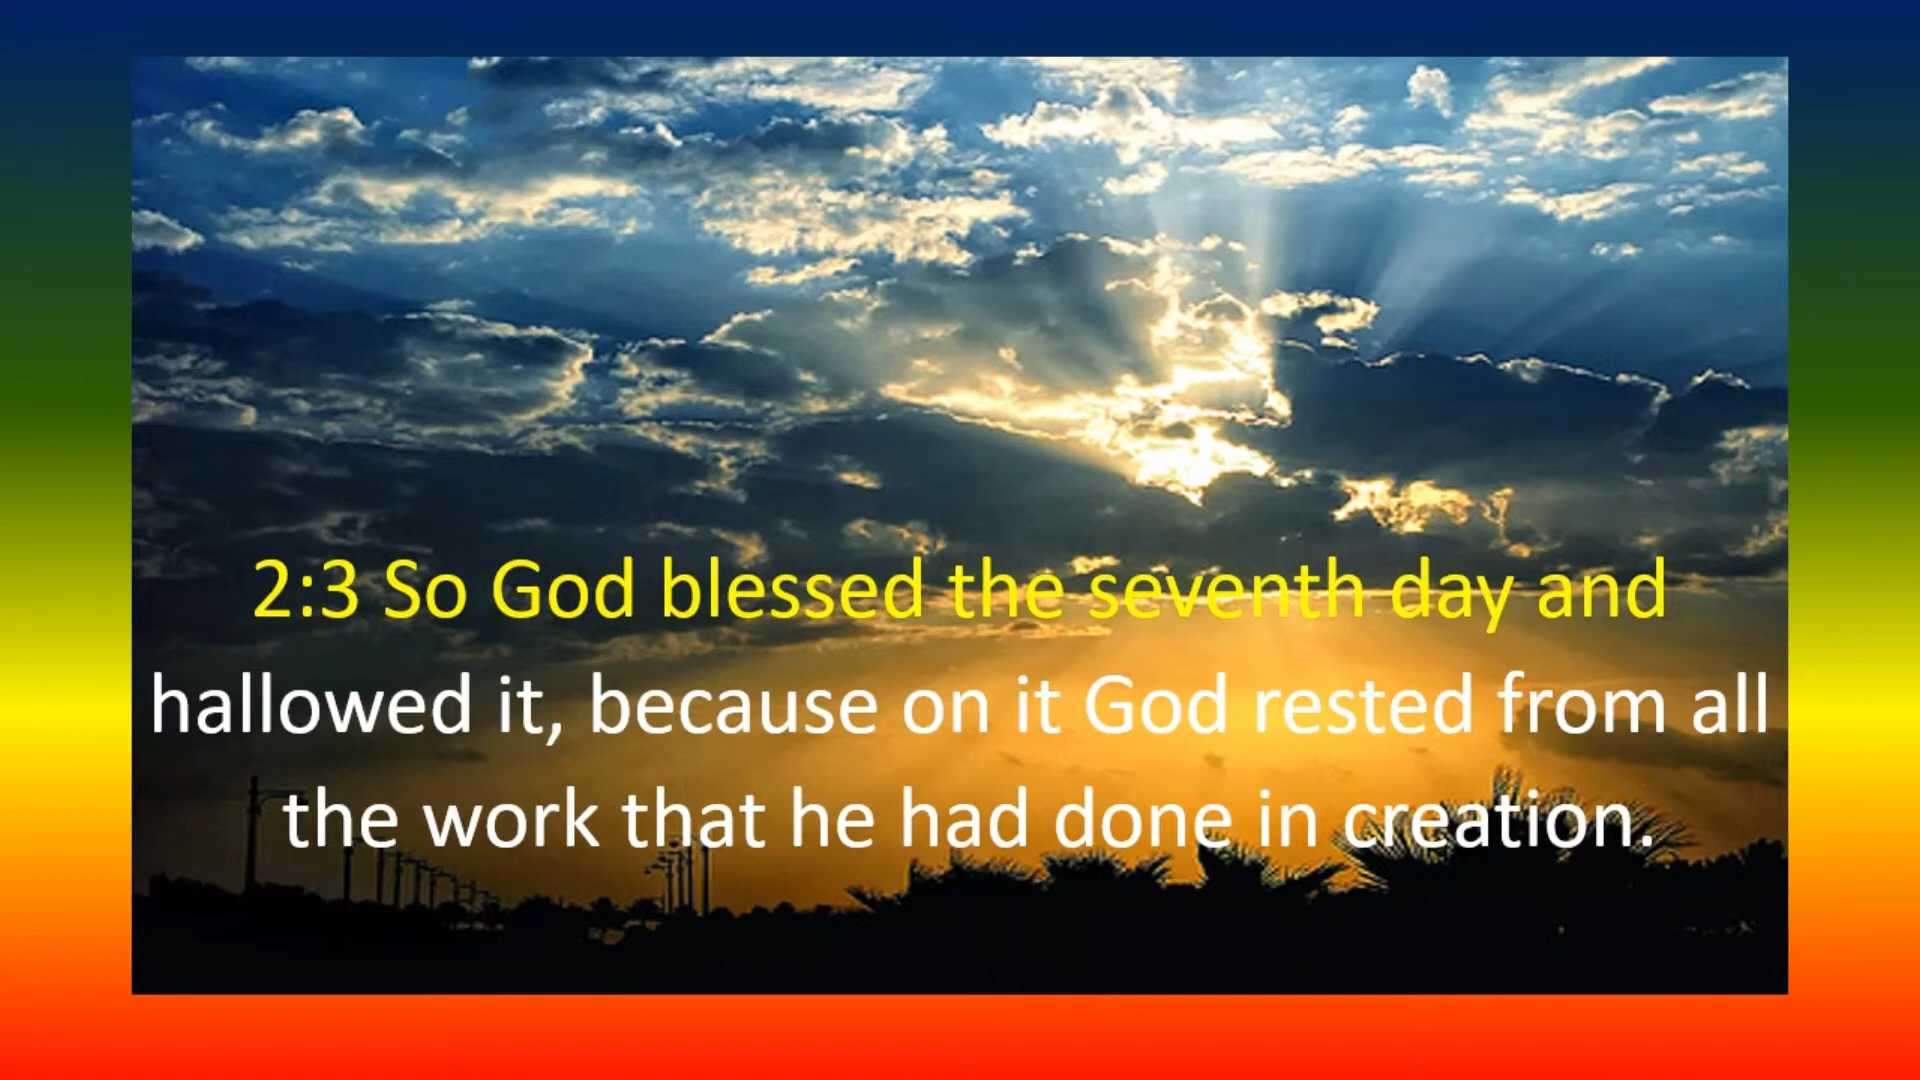 2:3 So God blessed the seventh day and
hallowed it, because on it God rested from all
the work that he had done in creation.